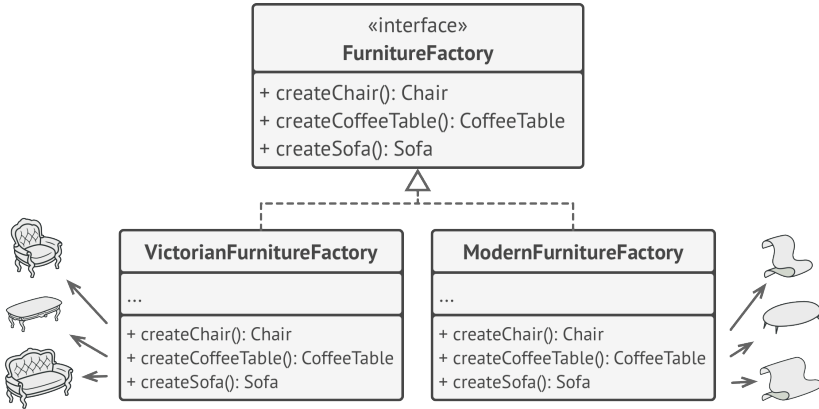 «interface»
FurnitureFactory
+ createChair(): Chair
+ createCoffeeTable(): CoffeeTable
+ createSofa(): Sofa
VictorianFurnitureFactory
...
+ createChair(): Chair
+ createCoffeeTable(): CoffeeTable
+ createSofa(): Sofa
ModernFurnitureFactory
...
+ createChair(): Chair
+ createCoffeeTable(): CoffeeTable
+ createSofa(): Sofa